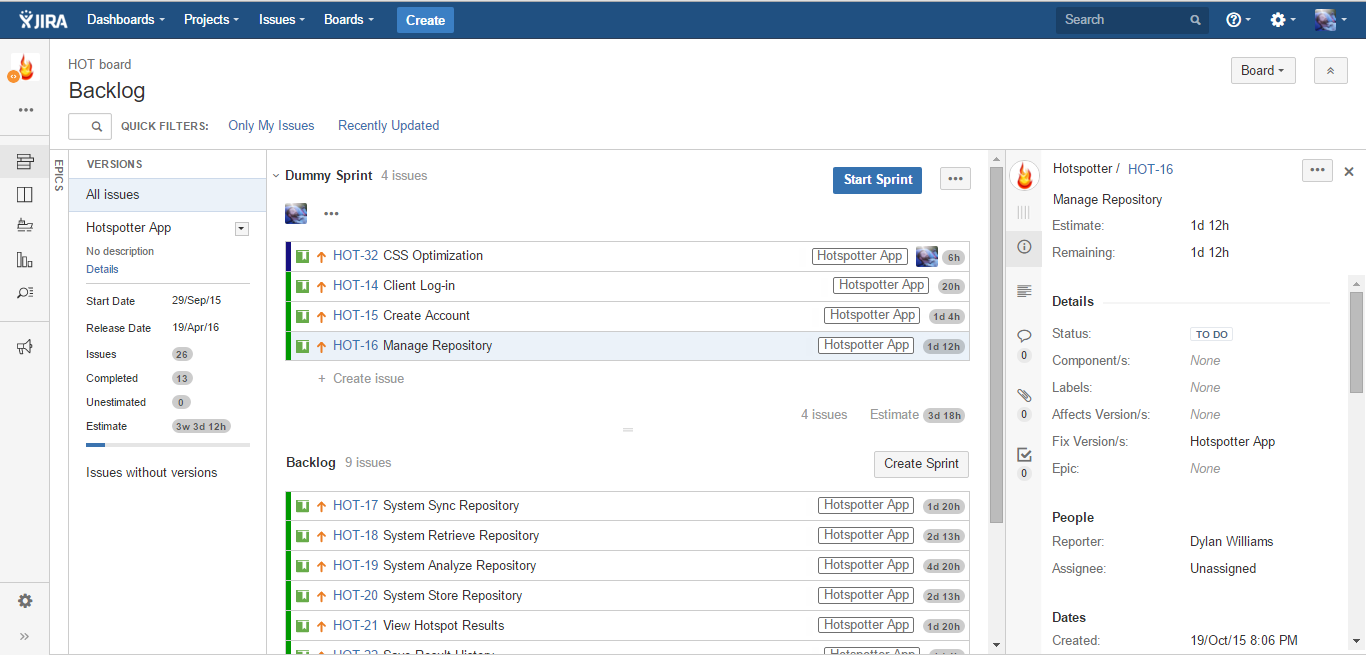 JIRA Dashboards Projects Issues Boards Create Search
HOT board
Backlog
Board
QUICK FILTERS: Only My Issues Recently Updated
EPICS
VERSIONS
All issues
Hotspotter App
No description
Details
Start Date 29/Sep/15
Release Date 19/Apr/16
Issues 26
Completed 13
Unestimated 0
Estimate 3w 3d 12h
Issues without versions
Dummy Sprint 4 issues Start Sprint
HOT-32 CSS Optimization Hotspotter App 6h
HOT-14 Client Log-in Hotspotter App 20h
HOT-15 Create Account Hotspotter App 1d 4h
HOT-16 Manage Repository Hotspotter App 1d 12h
+ Create issue
4 issues Estimate 3d 18h
Backlog 9 issues Create Sprint
HOT-17 System Sync Repository Hotspotter App 1d 20h
HOT-18 System Retrieve Repository Hotspotter App 2d 13h
HOT-19 System Analyze Repository Hotspotter App 4d 20h
HOT-20 System Store Repository Hotspotter App 2d 13h
HOT-21 View Hotspot Results Hotspotter App 1d 20h
Save Result History Hotspotter App
0
0
0
Hotspotter / HOT-16
Manage Repository
Estimate: 1d 12h
Remaining: 1d 12h
Details
Status: TO DO
Component/s: None
Labels: None
Affects Version/s: None
Fix Version/s: Hotspotter App
Epic: None
People
Reporter: Dylan Williams
Assignee: Unassigned
Dates
Created: 19/Oct/15 8:06 PM